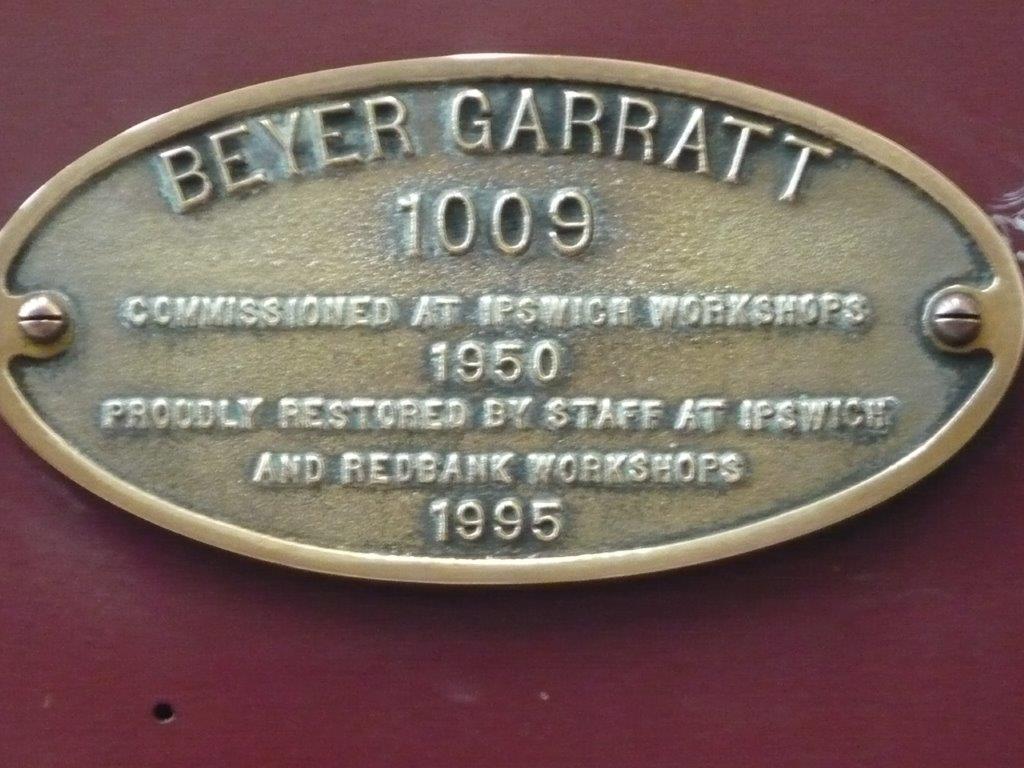 BEYER GARRATT
1009
COMMISSIONED AT IPSWICH WORKSHOPS
1950
PROUDLY RESTORED BY STAFF AT IPSWICH
AND REDBANK WORKSHOPS
1995